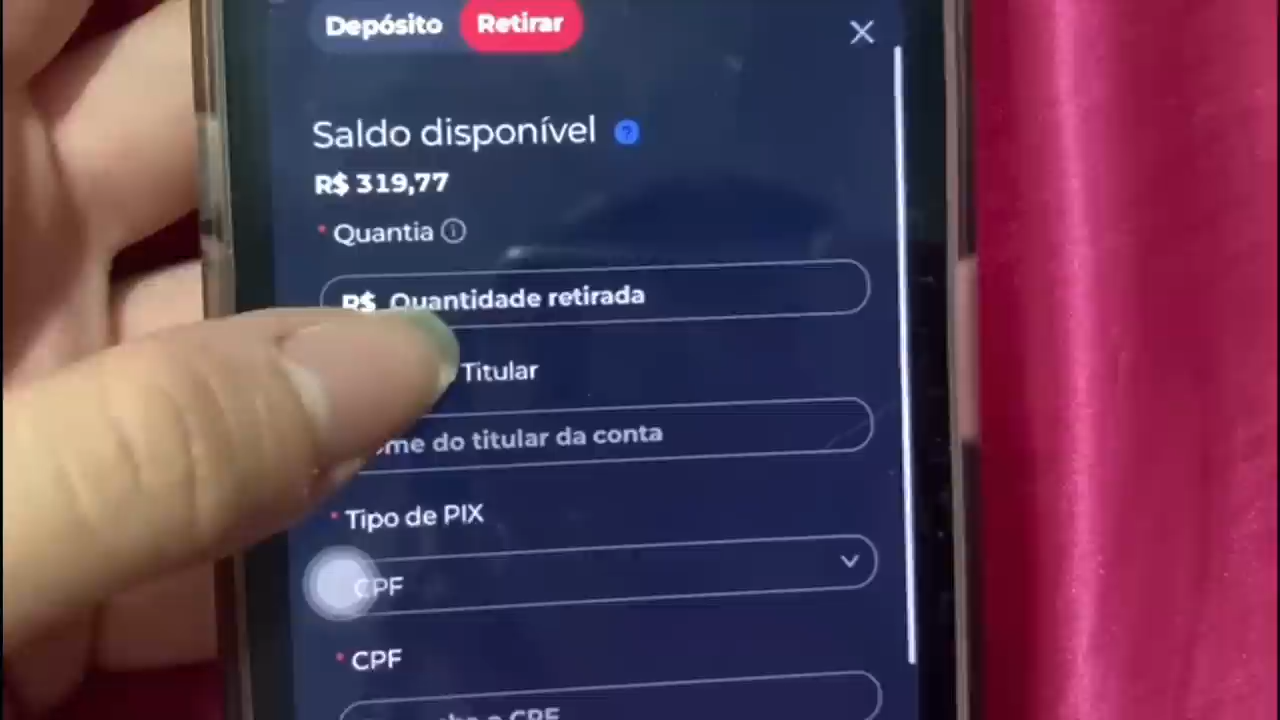 Depósito Retirar
Saldo disponível ?
R$ 319,77
* Quantia
R$ Quantidade retirada
Titular
do titular da conta
* Tipo de PIX
CPF
* CPF
CPF